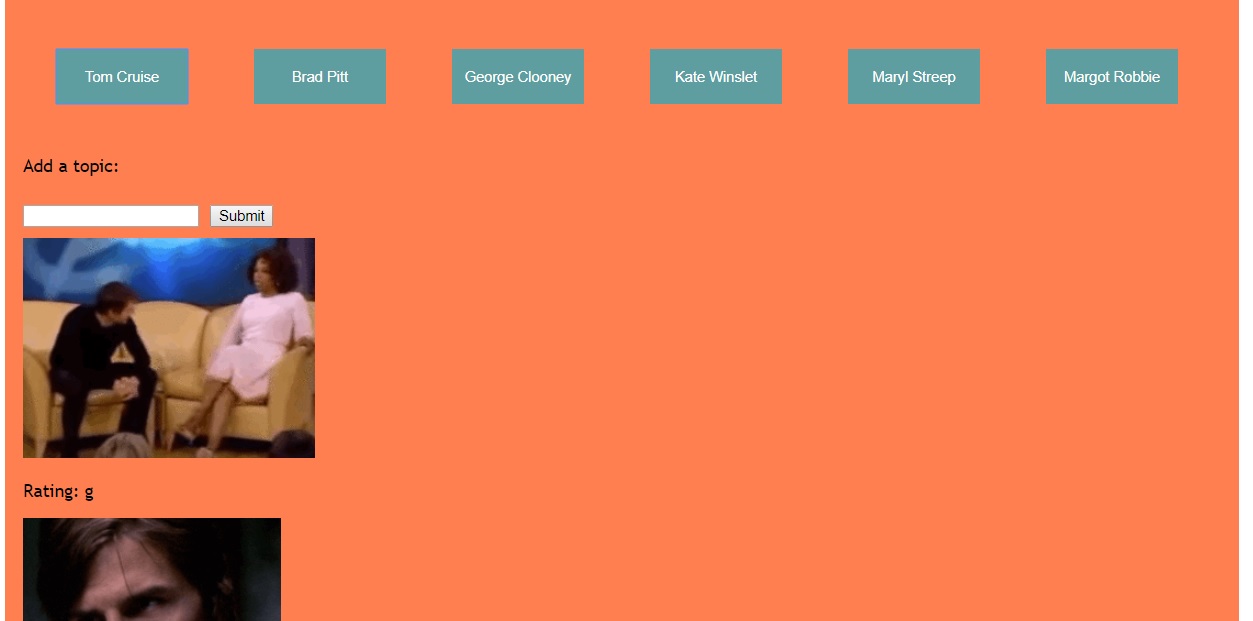 Tom Cruise Brad Pitt George Clooney Kate Winslet Maryl Streep Margot Robbie
Add a topic:
Submit
Rating: g